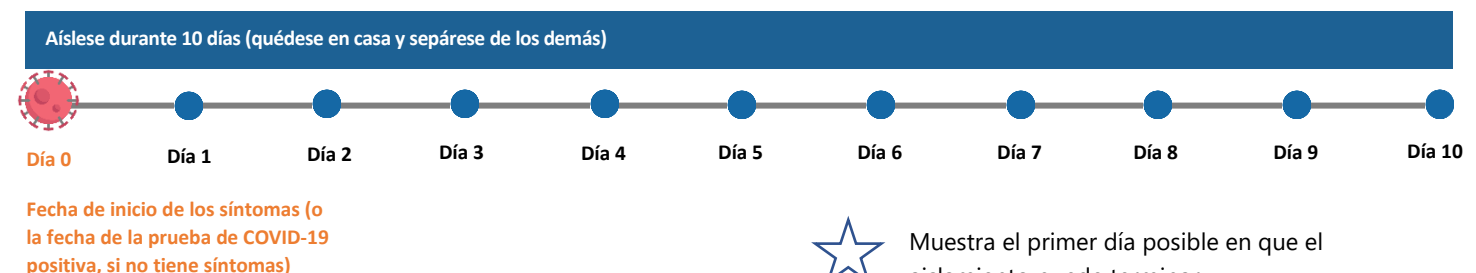 Aíslese durante 10 días (quédese en casa y sepárese de los demás)
Día 0 Día 1 Día 2 Día 3 Día 4 Día 5 Día 6 Día 7 Día 8 Día 9 Día 10
Fecha de inicio de los síntomas (o
la fecha de la prueba de COVID-19
positiva, si no tiene síntomas)
Muestra el primer día posible en que el